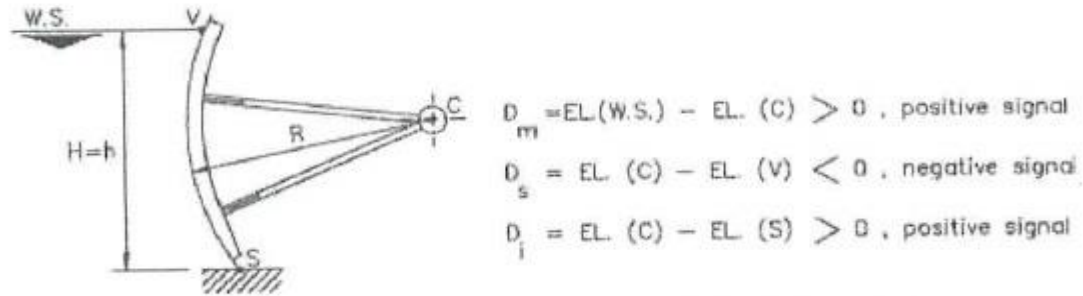 W.S.
V
C
R
H=h
S
D_m =EL.(W.S.) – EL. (C) > 0 , positive signal
D_s = EL. (C) – EL. (V) < 0 , negative signal
D_i = EL. (C) – EL. (S) > 0 , positive signal